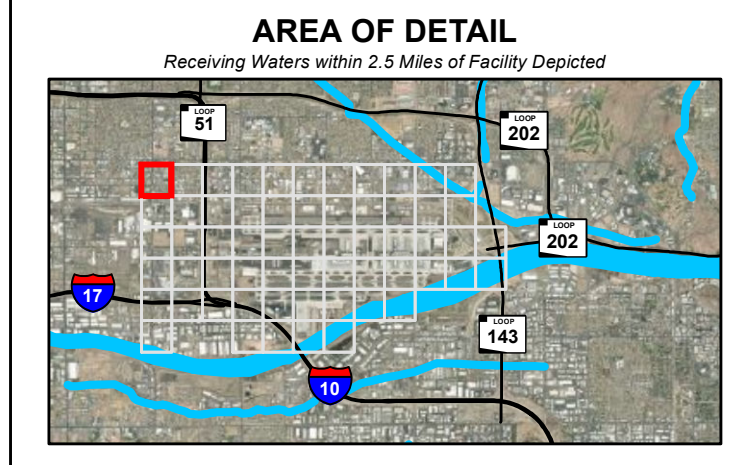 AREA OF DETAIL
Receiving Waters within 2.5 Miles of Facility Depicted
LOOP
51
LOOP
202
LOOP
202
17
LOOP
143
10